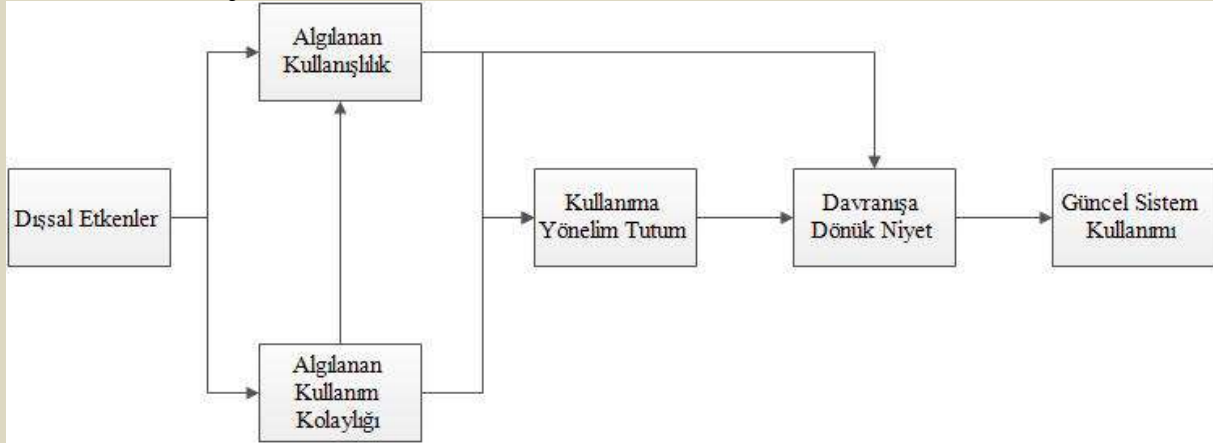 Algılanan
Kullanışlılık
Dışsal Etkenler
Kullanıma
Yönelim Tutum
Davranışa
Dönük Niyet
Güncel Sistem
Kullanımı
Algılanan
Kullanım
Kolaylığı